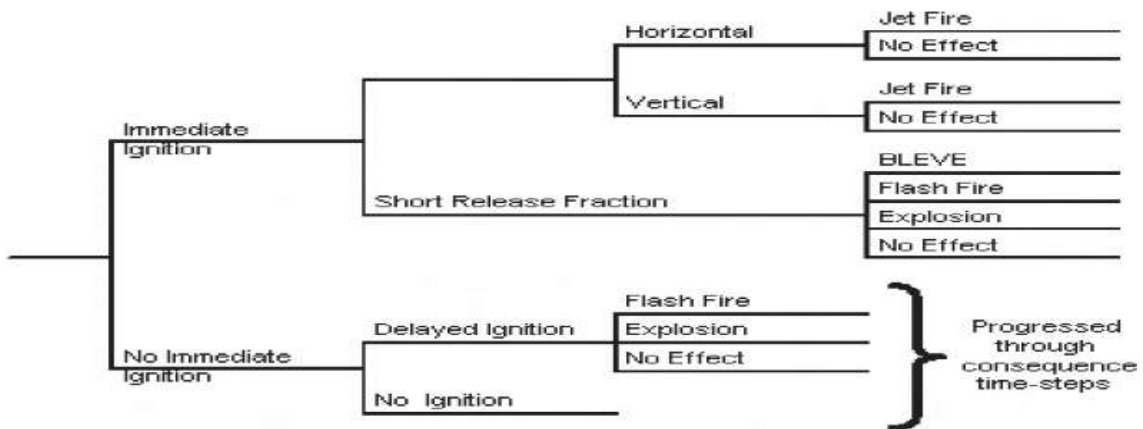 Jet Fire
Horizontal
No Effect
Jet Fire
Vertical
No Effect
Immediate
Ignition
BLEVE
Flash Fire
Short Release Fraction
Explosion
No Effect
Flash Fire
Delayed Ignition
Explosion
No Effect
No Immediate
Ignition
No Ignition
Progressed
through
consequence
time-steps